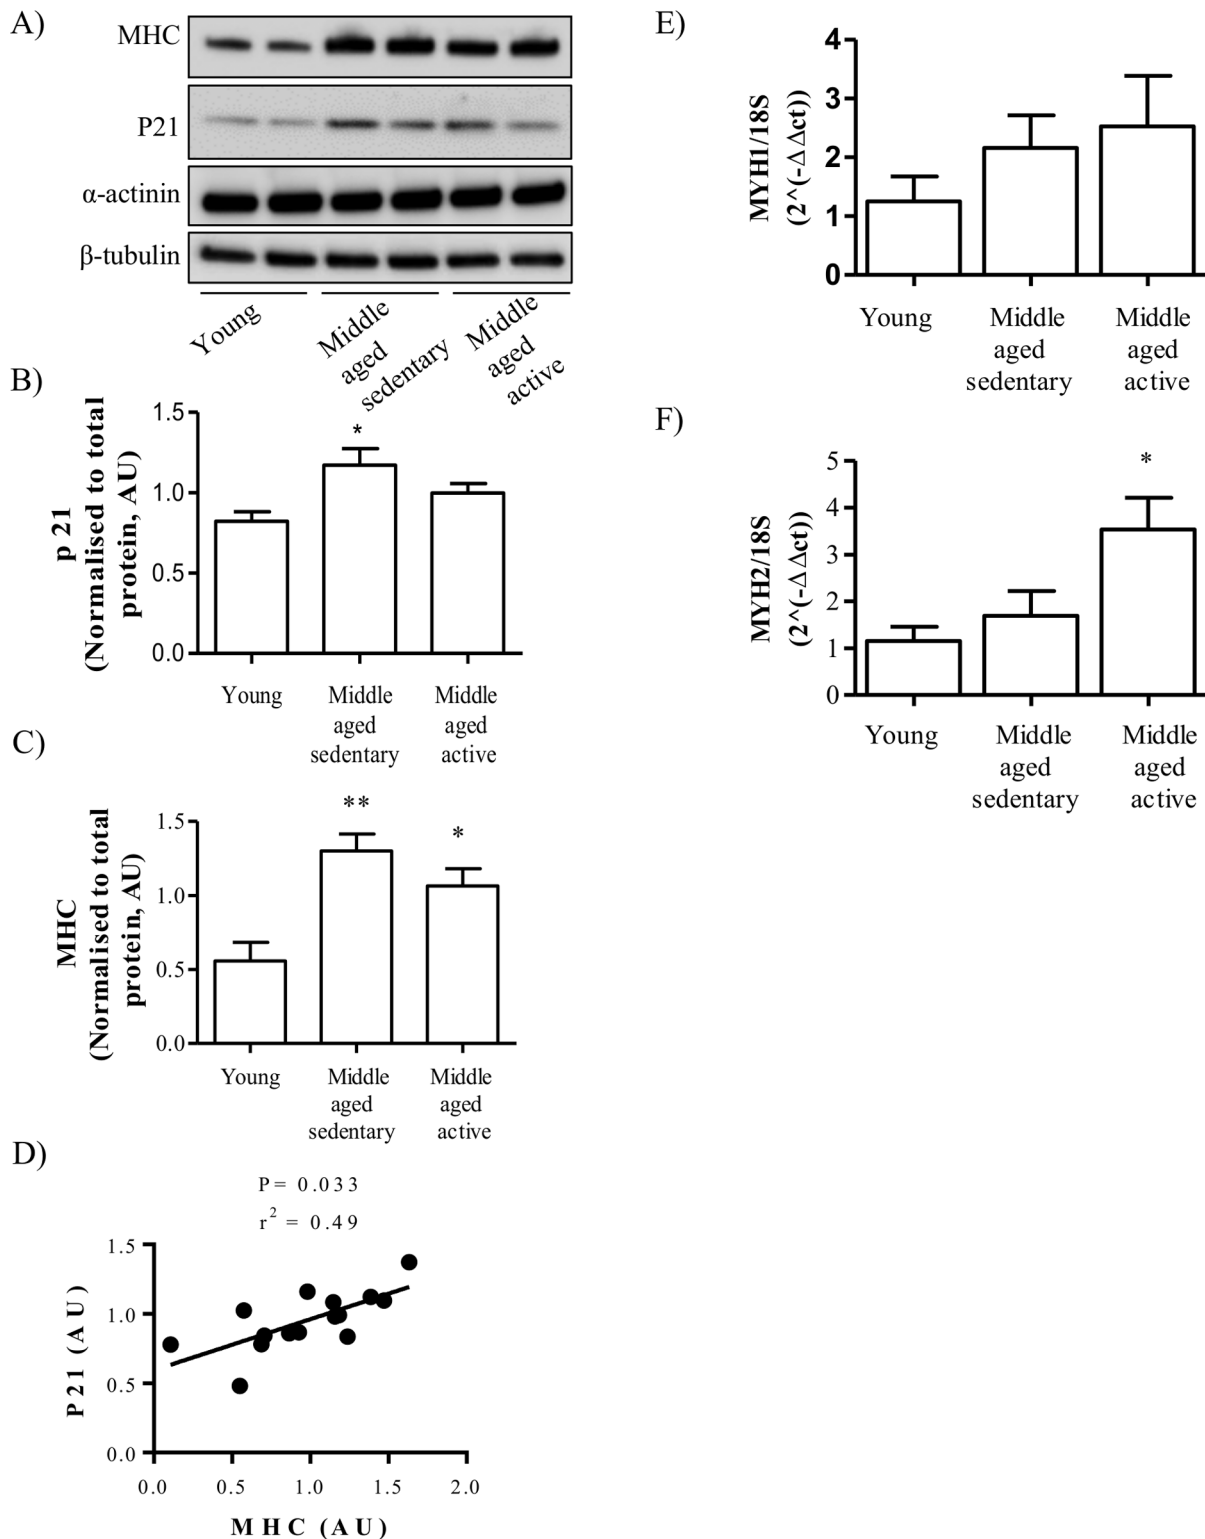 A)
MHC
P21
α-actinin
β-tubulin
Young
Middle
aged
sedentary
Middle
aged
active
B)
p 21
(Normalised to total
protein, AU)
1.5
1.0
0.5
0.0
*
Young
Middle
aged
sedentary
Middle
aged
active
C)
MHC
(Normalised to total
protein, AU)
1.5
1.0
0.5
0.0
**
*
Young
Middle
aged
sedentary
Middle
aged
active
D)
P= 0.033
r² = 0.49
P21 (AU)
1.5
1.0
0.5
0.0
0.0 0.5 1.0 1.5 2.0
MHC (AU)
E)
MYH1/18S
(2^(-ΔΔct))
4
3
2
1
0
Young
Middle
aged
sedentary
Middle
aged
active
F)
MYH2/18S
(2^(-ΔΔct))
5
4
3
2
1
0
*
Young
Middle
aged
sedentary
Middle
aged
active